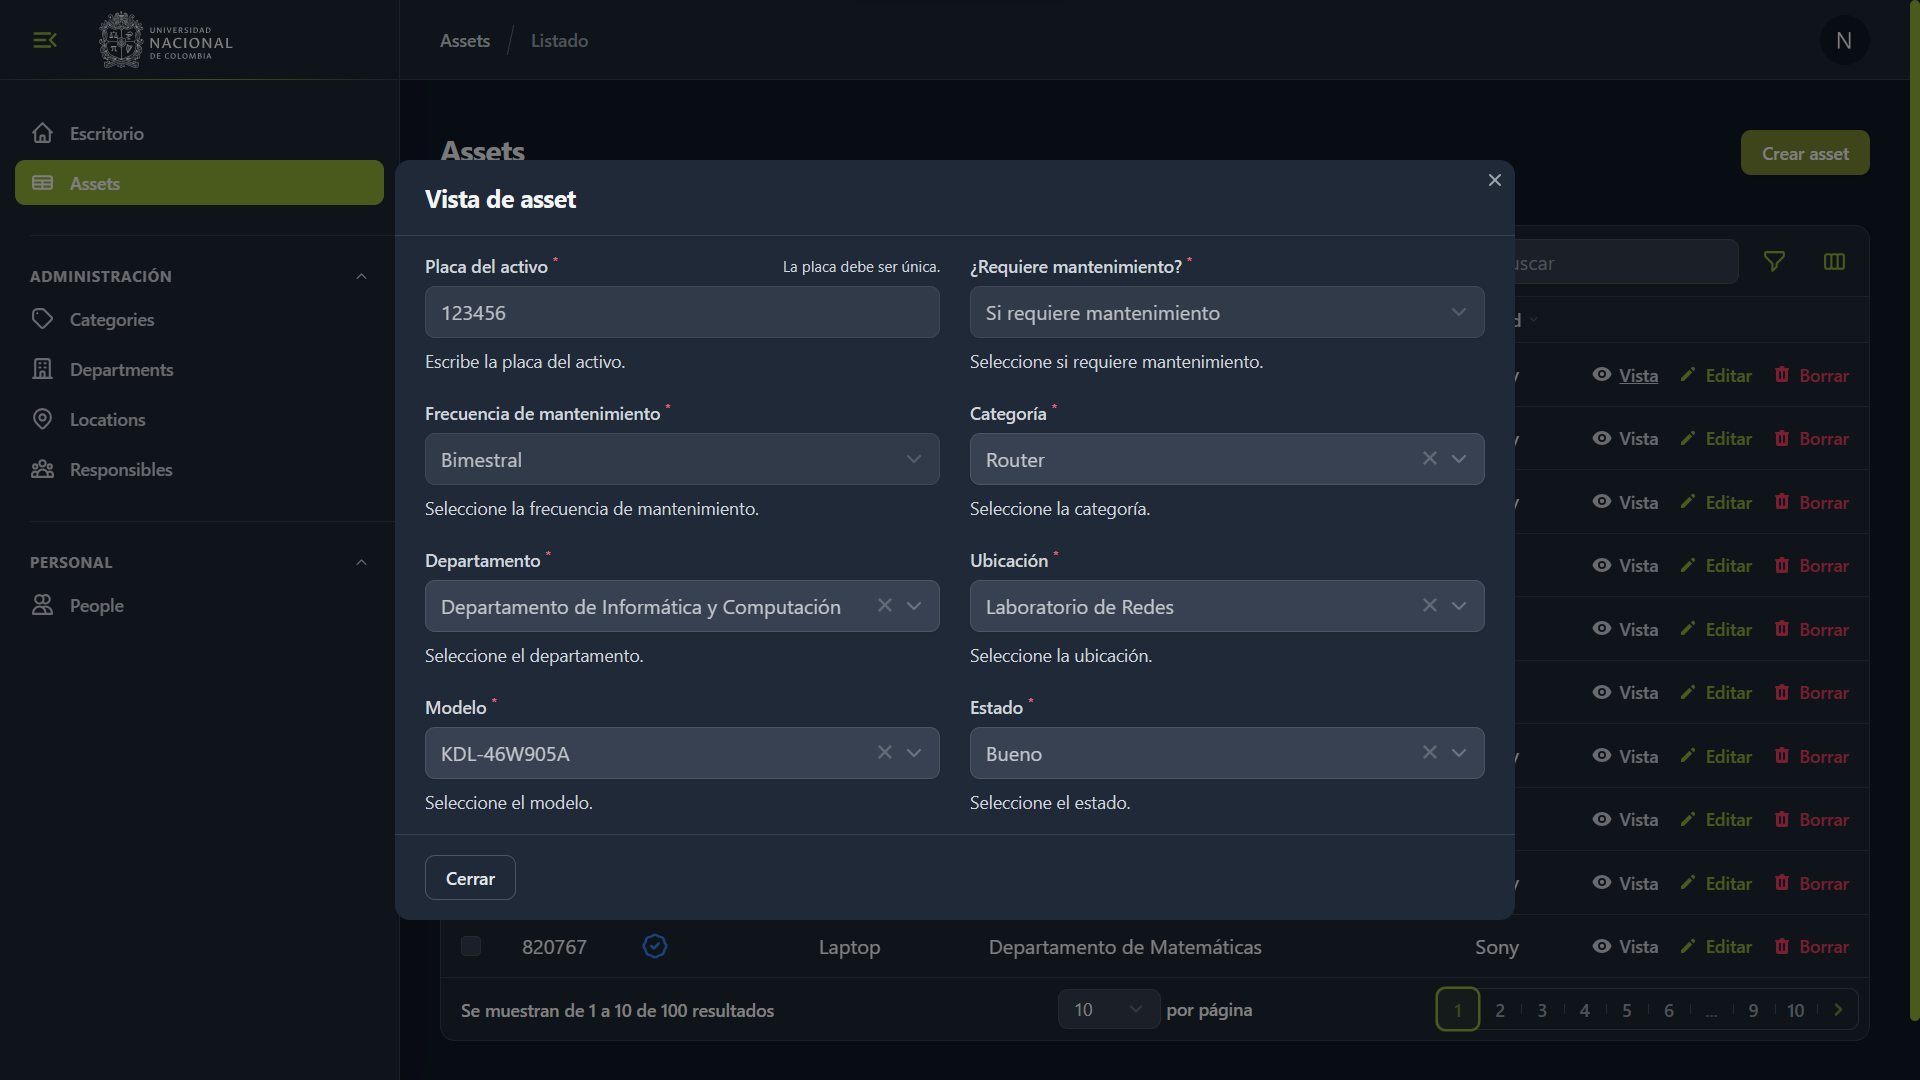 UNIVERSIDAD
NACIONAL
DE COLOMBIA
Assets
Listado
N
Escritorio
Assets
ADMINISTRACIÓN
Categories
Departments
Locations
Responsibles
PERSONAL
People
Assets
Crear asset
Vista de asset
Placa del activo *
La placa debe ser única.
123456
Escribe la placa del activo.
¿Requiere mantenimiento? *
Si requiere mantenimiento
Seleccione si requiere mantenimiento.
Frecuencia de mantenimiento *
Bimestral
Seleccione la frecuencia de mantenimiento.
Categoría *
Router
Seleccione la categoría.
Departamento *
Departamento de Informática y Computación
Seleccione el departamento.
Ubicación *
Laboratorio de Redes
Seleccione la ubicación.
Modelo *
KDL-46W905A
Seleccione el modelo.
Estado *
Bueno
Seleccione el estado.
Cerrar
Vista Editar Borrar
Vista Editar Borrar
Vista Editar Borrar
Vista Editar Borrar
Vista Editar Borrar
Vista Editar Borrar
Vista Editar Borrar
Vista Editar Borrar
Vista Editar Borrar
820767 Laptop Departamento de Matemáticas Sony Vista Editar Borrar
Se muestran de 1 a 10 de 100 resultados
10 por página
1 2 3 4 5 6 ... 9 10